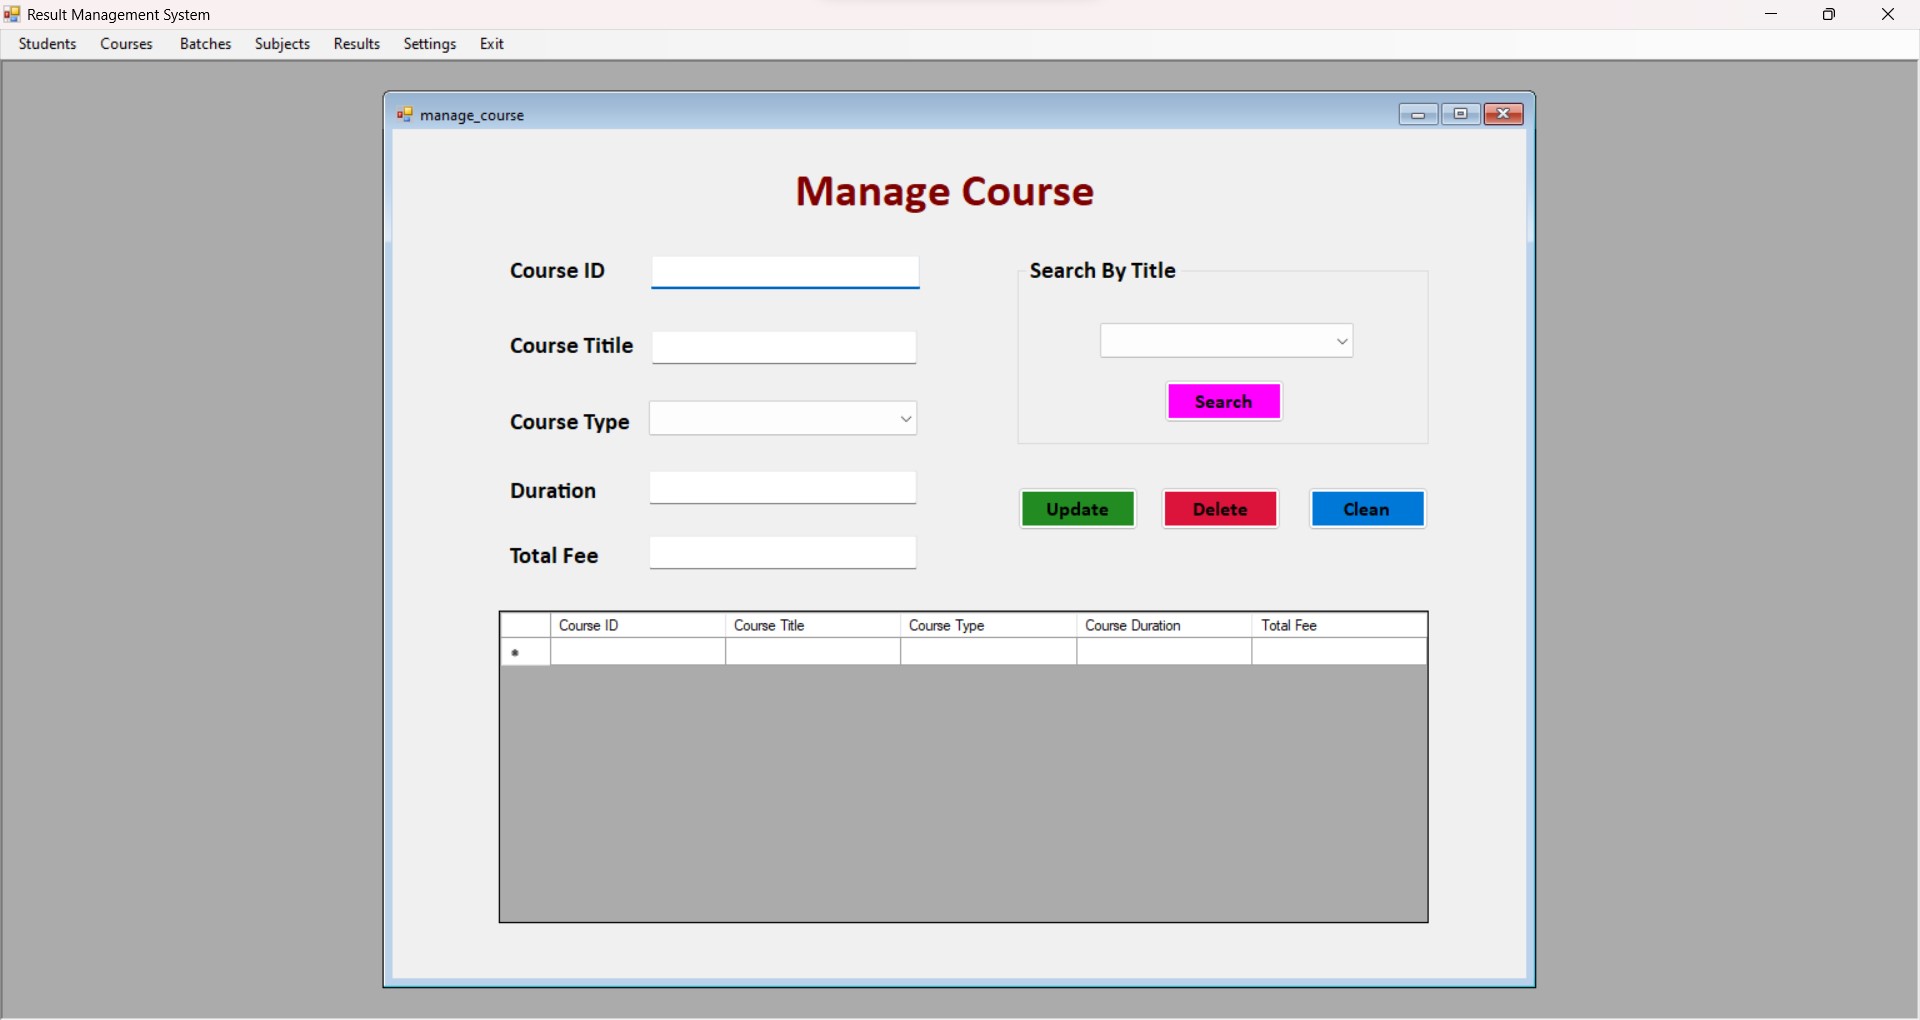 Result Management System
Students Courses Batches Subjects Results Settings Exit
manage_course
Manage Course
Course ID
Course Titile
Course Type
Duration
Total Fee
Search By Title
Search
Update Delete Clean
Course ID Course Title Course Type Course Duration Total Fee